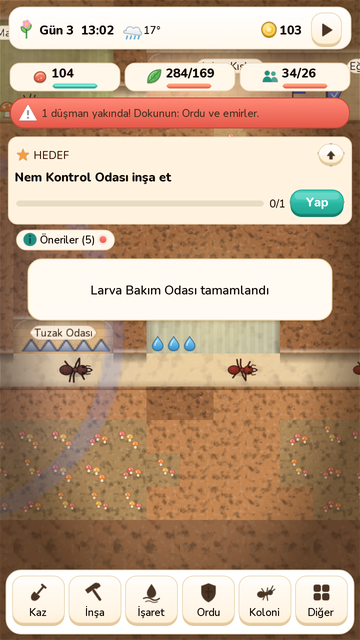 Gün 3 13:02 17° 103
104 284/169 34/26
1 düşman yakında! Dokunun: Ordu ve emirler.
HEDEF
Nem Kontrol Odası inşa et
0/1 Yap
Öneriler (5)
Larva Bakım Odası tamamlandı
Tuzak Odası
Kaz İnşa İşaret Ordu Koloni Diğer